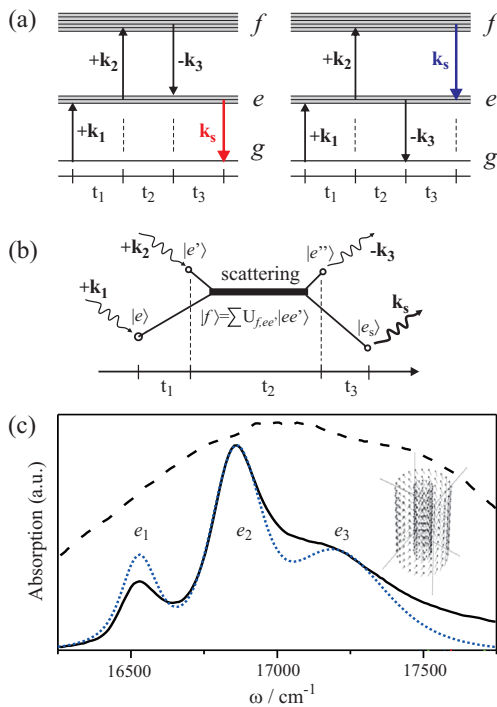 (a)
f
f
+k₂
-k₃
+k₂
kₛ
e
e
+k₁
kₛ
+k₁
-k₃
g
g
t₁ t₂ t₃
t₁ t₂ t₃
(b)
+k₂
|e'⟩
|e''⟩
-k₃
scattering
+k₁
|e⟩
|f⟩=∑U_{f,ee'}|ee'⟩
|eₛ⟩
kₛ
t₁ t₂ t₃
(c)
Absorption (a.u.)
e₁ e₂ e₃
16500 17000 17500
ω / cm⁻¹